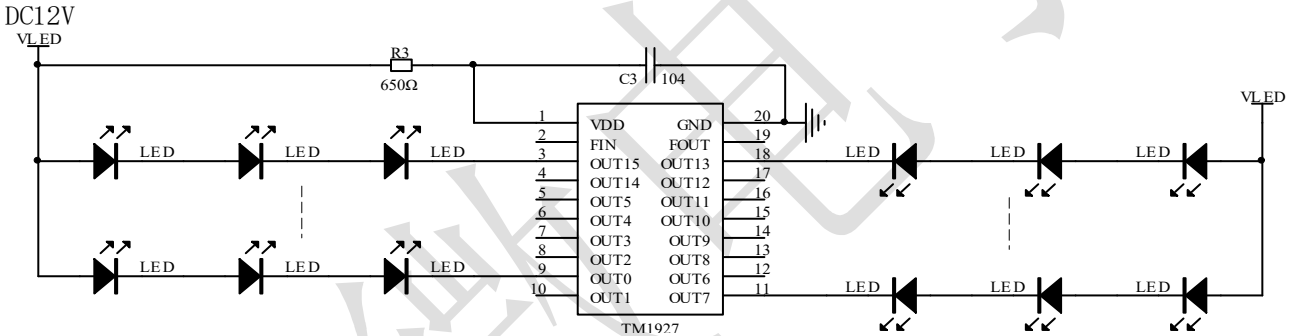 DC12V
VLED
R3
650Ω
C3 104
VLED
1 VDD GND 20
2 FIN FOUT 19
LED LED LED 3 OUT15 OUT13 18 LED LED LED
4 OUT14 OUT12 17
5 OUT5 OUT11 16
6 OUT4 OUT10 15
7 OUT3 OUT9 14
8 OUT2 OUT8 13
LED LED LED 9 OUT0 OUT6 12
10 OUT1 OUT7 11 LED LED LED
TM1927